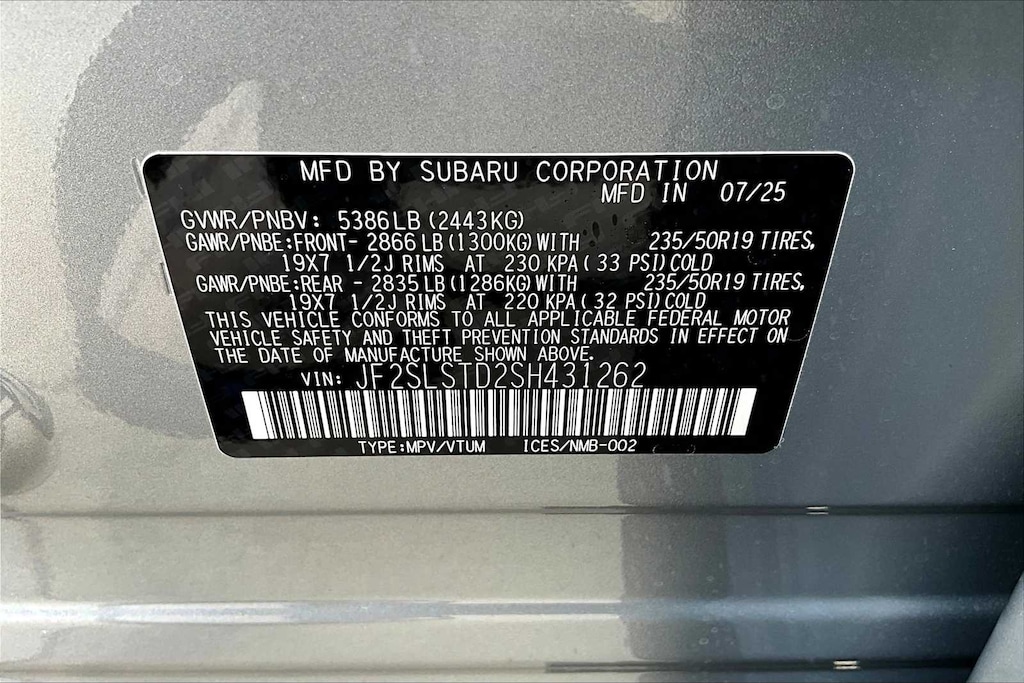 MFD BY SUBARU CORPORATION
MFD IN 07/25
GVWR/PNBV: 5386LB(2443KG)
GAWR/PNBE:FRONT- 2866LB(1300KG)WITH 235/50R19 TIRES,
19X7 1/2J RIMS AT 230 KPA(33 PSI)COLD
GAWR/PNBE:REAR - 2835LB(1286KG)WITH 235/50R19 TIRES,
19X7 1/2J RIMS AT 220 KPA(32 PSI)COLD
THIS VEHICLE CONFORMS TO ALL APPLICABLE FEDERAL MOTOR
VEHICLE SAFETY AND THEFT PREVENTION STANDARDS IN EFFECT ON
THE DATE OF MANUFACTURE SHOWN ABOVE.
VIN: JF2SLSTD2SH431262
TYPE:MPV/VTUM ICES/NMB-002